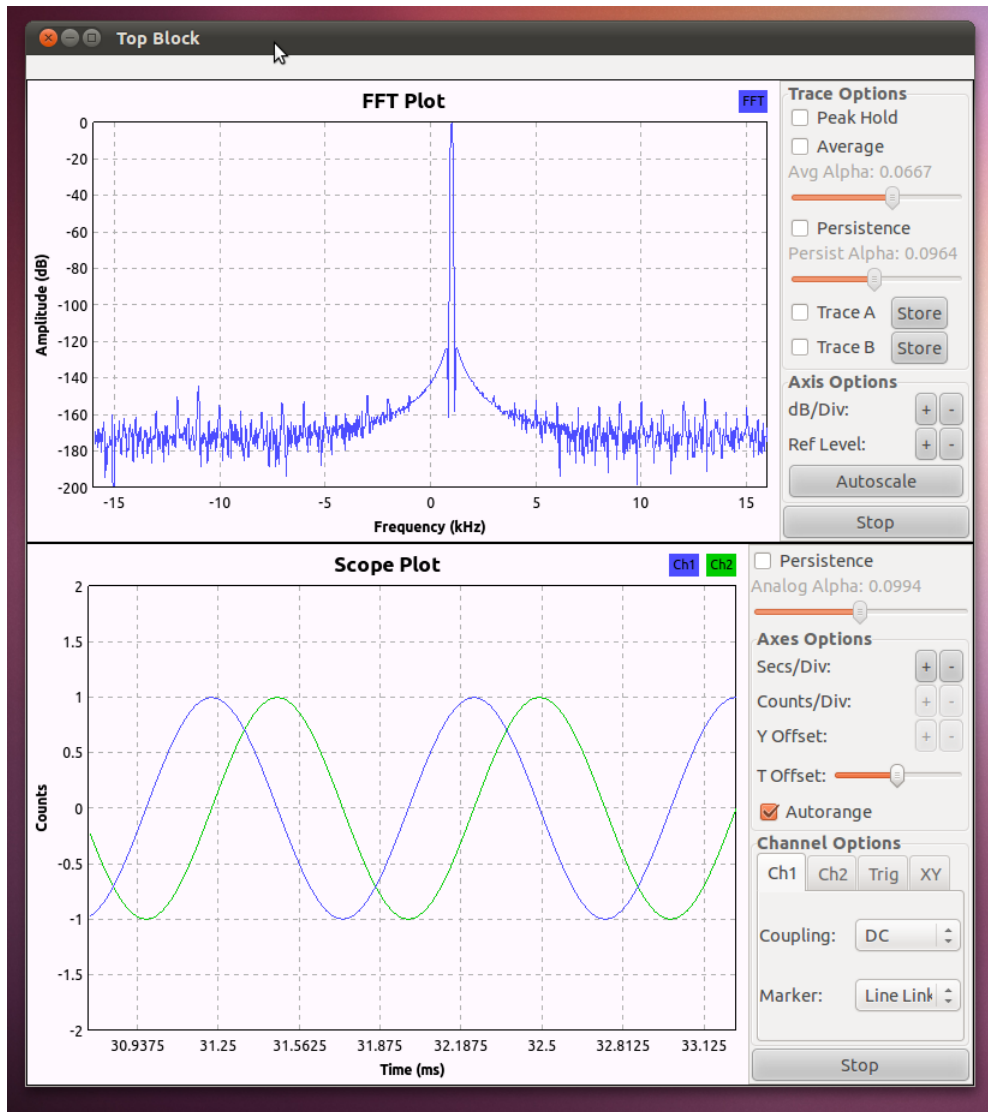 Top Block
FFT Plot
FFT
0
-20
-40
-60
-80
-100
-120
-140
-160
-180
-200
Amplitude (dB)
-15 -10 -5 0 5 10 15
Frequency (kHz)
Trace Options
Peak Hold
Average
Avg Alpha: 0.0667
Persistence
Persist Alpha: 0.0964
Trace A Store
Trace B Store
Axis Options
dB/Div: + -
Ref Level: + -
Autoscale
Stop
Scope Plot
Ch1 Ch2
2
1.5
1
0.5
0
-0.5
-1
-1.5
-2
Counts
30.9375 31.25 31.5625 31.875 32.1875 32.5 32.8125 33.125
Time (ms)
Persistence
Analog Alpha: 0.0994
Axes Options
Secs/Div: + -
Counts/Div: + -
Y Offset: + -
T Offset:
Autorange
Channel Options
Ch1 Ch2 Trig XY
Coupling: DC
Marker: Line Link
Stop